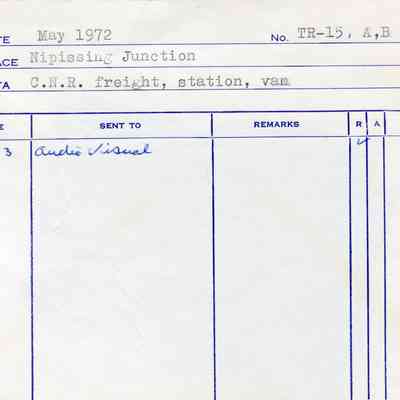 TE May 1972 No. TR-15, A,B
ACE Nipissing Junction
TA C.N.R. freight, station, van
E SENT TO REMARKS R A
3 Audio Visual ✓